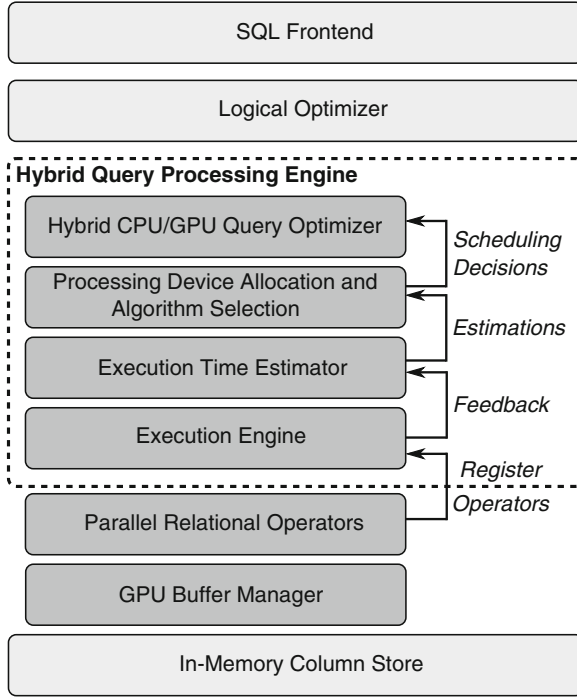 SQL Frontend
Logical Optimizer
Hybrid Query Processing Engine
Hybrid CPU/GPU Query Optimizer
Scheduling
Decisions
Processing Device Allocation and
Algorithm Selection
Estimations
Execution Time Estimator
Feedback
Execution Engine
Register
Operators
Parallel Relational Operators
GPU Buffer Manager
In-Memory Column Store